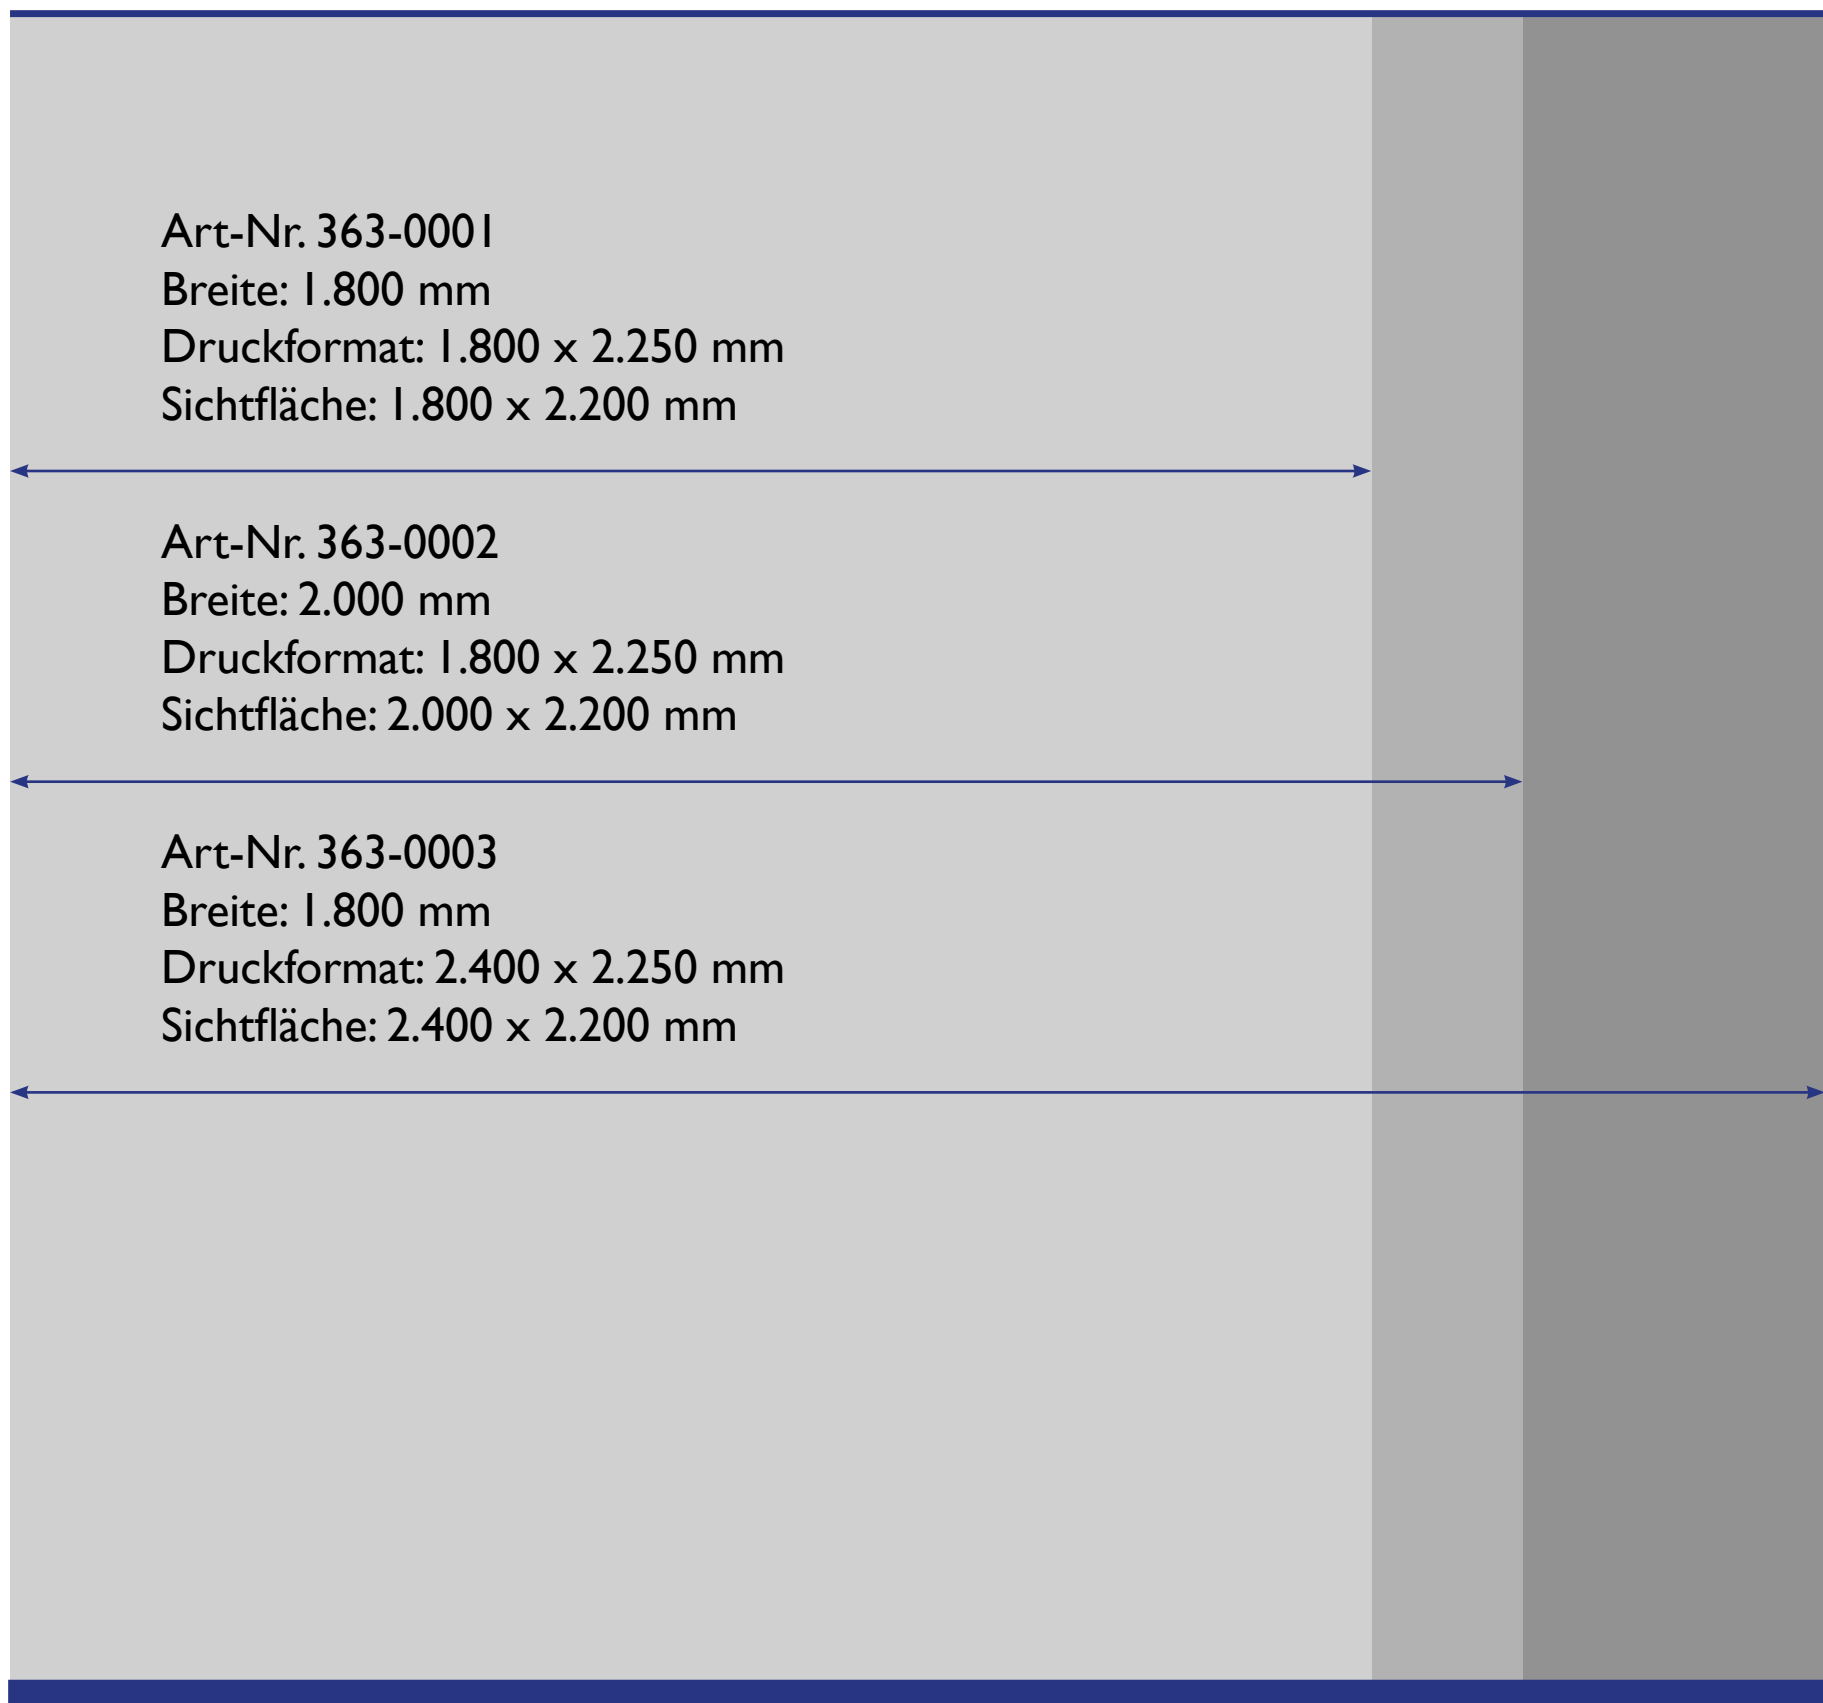 Art-Nr. 363-0001
Breite: 1.800 mm
Druckformat: 1.800 x 2.250 mm
Sichtfläche: 1.800 x 2.200 mm
Art-Nr. 363-0002
Breite: 2.000 mm
Druckformat: 1.800 x 2.250 mm
Sichtfläche: 2.000 x 2.200 mm
Art-Nr. 363-0003
Breite: 1.800 mm
Druckformat: 2.400 x 2.250 mm
Sichtfläche: 2.400 x 2.200 mm